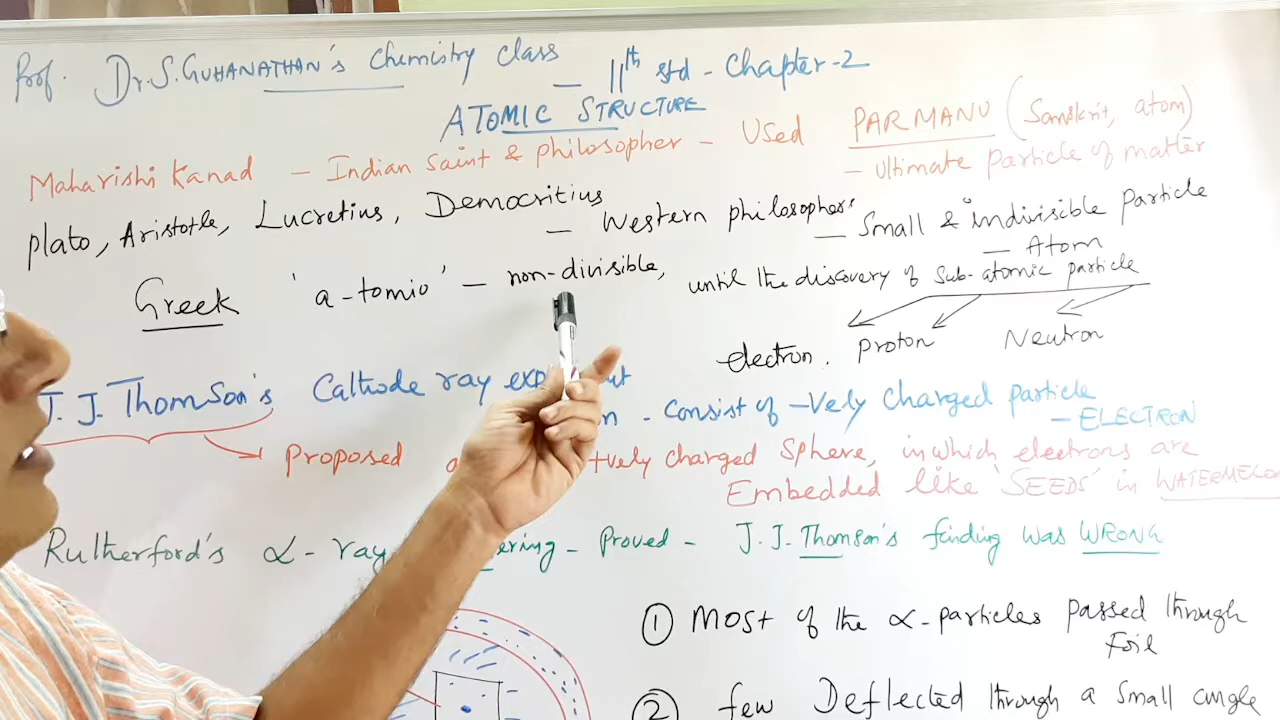 Prof. Dr.S.GUHANATHAN's Chemistry class
- 11th std - Chapter-2
ATOMIC STRUCTURE
Maharishi Kanad - Indian Saint & philosopher - Used PARMANU (Sanskrit, atom)
- Ultimate Particle of matter
Plato, Aristotle, Lucretius, Democritius
- Western philosophers
- Small & indivisible Particle
- Atom
Greek 'a-tomio' - non-divisible, until the discovery of Sub-atomic particle
electron, Proton Neutron
J. J. Thomson's Cathode ray
- Consist of -Vely Charged particle
- ELECTRON
Proposed +vely charged Sphere, in which electrons are
Embedded like 'SEEDS' in WATERMELON
Rutherford's α-ray - Proved - J.J. Thomson's finding was WRONG
① Most of the α-particles passed through
Foil
② few Deflected through a small angle